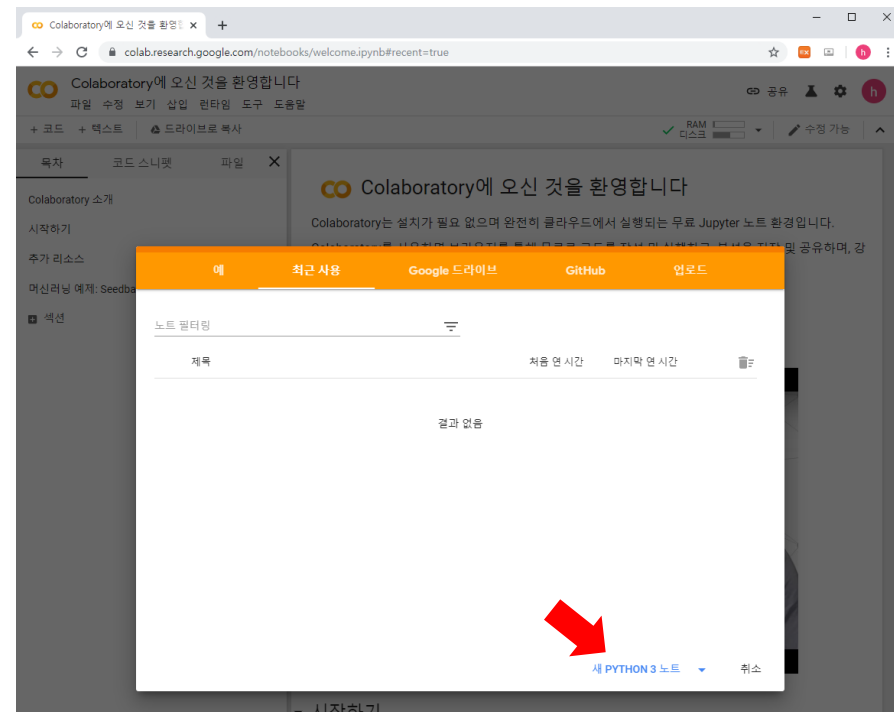 Colaboratory에 오신 것을 환영
colab.research.google.com/notebooks/welcome.ipynb#recent=true
h
Colaboratory에 오신 것을 환영합니다
파일 수정 보기 삽입 런타임 도구 도움말
공유
h
+ 코드 + 텍스트 드라이브로 복사
RAM
디스크
수정 가능
목차 코드 스니펫 파일
Colaboratory 소개
시작하기
추가 리소스
머신러닝 예제: Seedba
섹션
Colaboratory에 오신 것을 환영합니다
Colaboratory는 설치가 필요 없으며 완전히 클라우드에서 실행되는 무료 Jupyter 노트 환경입니다.
및 공유하며, 강
예 최근 사용 Google 드라이브 GitHub 업로드
노트 필터링
제목 처음 연 시간 마지막 연 시간
결과 없음
새 PYTHON 3 노트 취소
시작하기